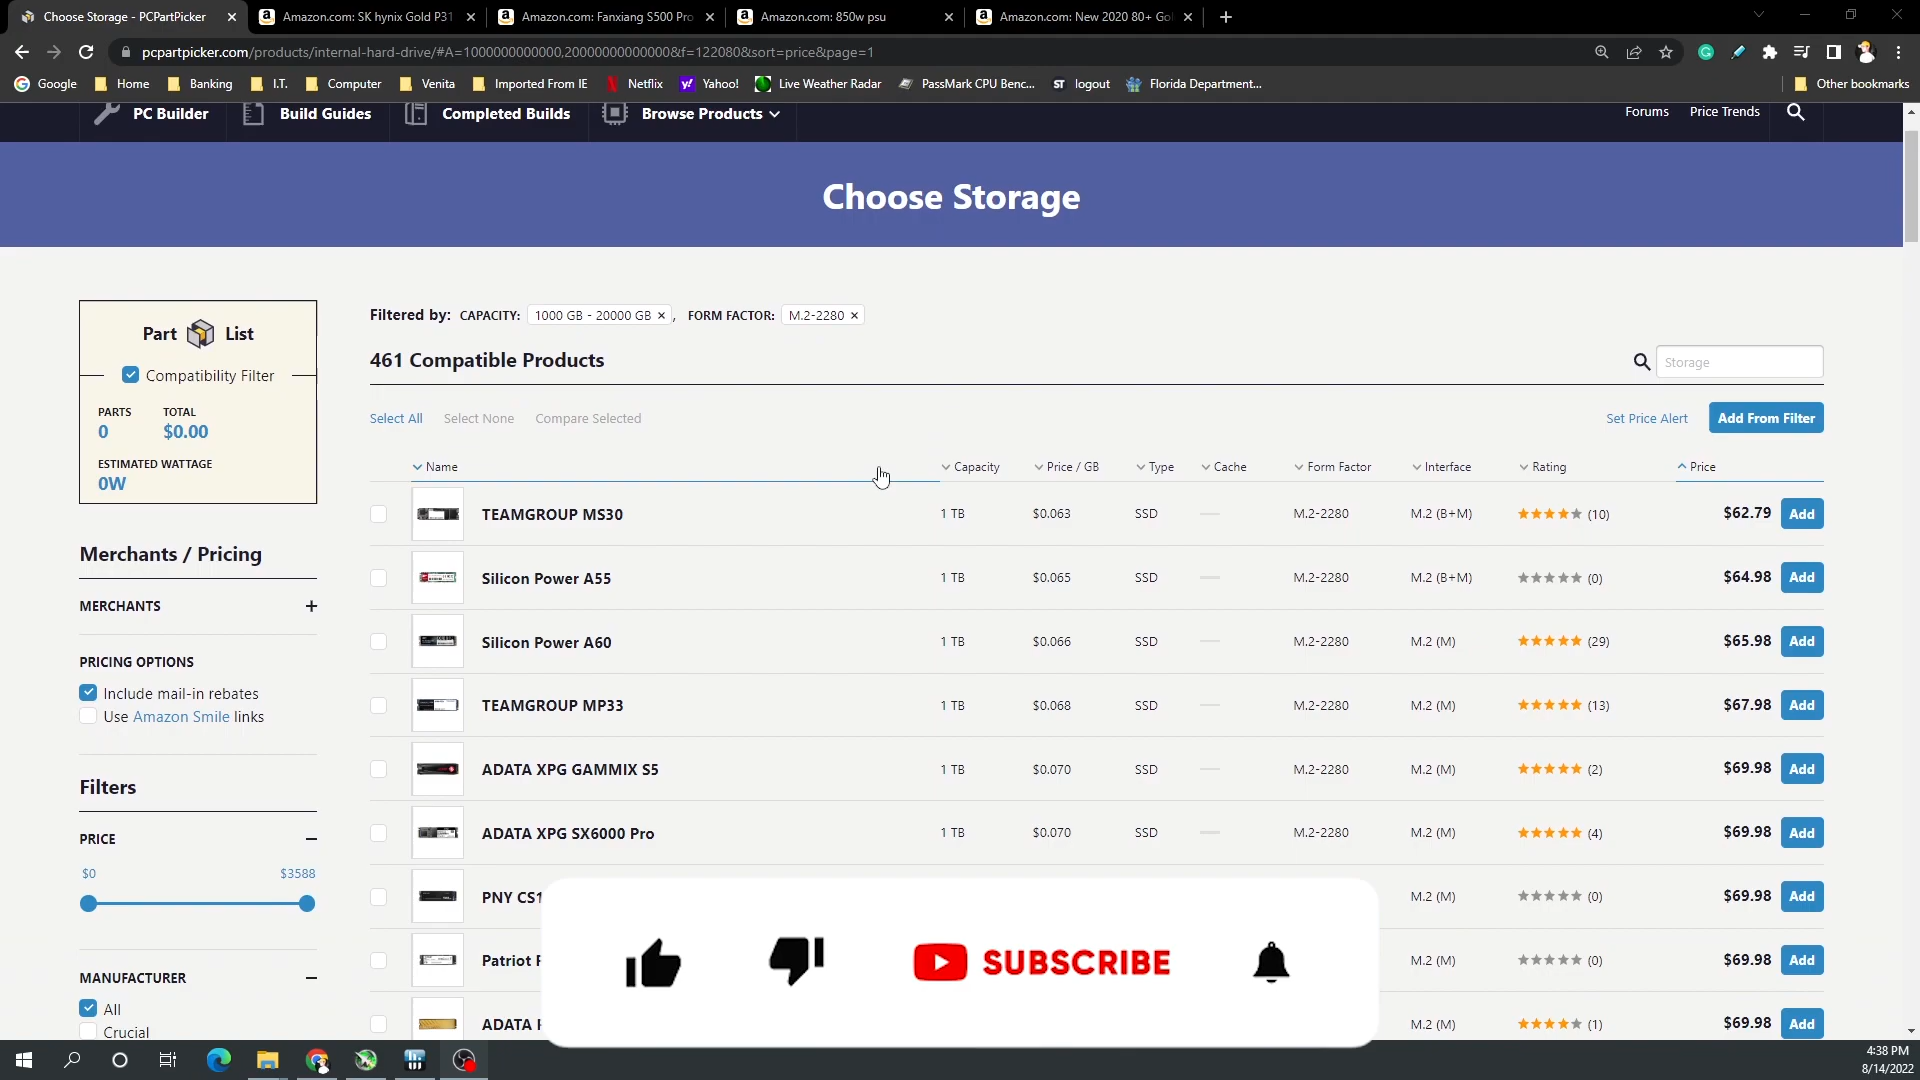 Choose Storage - PCPartPicker
Amazon.com: SK hynix Gold P31
Amazon.com: Fanxiang S500 Pro
Amazon.com: 850w psu
Amazon.com: New 2020 80+ Go
pcpartpicker.com/products/internal-hard-drive/#A=1000000000000,20000000000000&f=122080&sort=price&page=1
Google Home Banking I.T. Computer Venita Imported From IE Netflix Yahoo! Live Weather Radar PassMark CPU Benc... ST logout Florida Department... Other bookmarks
PC Builder Build Guides Completed Builds Browse Products Forums Price Trends
Choose Storage
Part List
Compatibility Filter
PARTS TOTAL
0 $0.00
ESTIMATED WATTAGE
0W
Merchants / Pricing
MERCHANTS +
PRICING OPTIONS
Include mail-in rebates
Use Amazon Smile links
Filters
PRICE
$0 $3588
MANUFACTURER
All
Crucial
Filtered by: CAPACITY: 1000 GB - 20000 GB × , FORM FACTOR: M.2-2280 ×
461 Compatible Products
Storage
Select All Select None Compare Selected Set Price Alert Add From Filter
Name Capacity Price / GB Type Cache Form Factor Interface Rating Price
TEAMGROUP MS30 1 TB $0.063 SSD M.2-2280 M.2 (B+M) (10) $62.79 Add
Silicon Power A55 1 TB $0.065 SSD M.2-2280 M.2 (B+M) (0) $64.98 Add
Silicon Power A60 1 TB $0.066 SSD M.2-2280 M.2 (M) (29) $65.98 Add
TEAMGROUP MP33 1 TB $0.068 SSD M.2-2280 M.2 (M) (13) $67.98 Add
ADATA XPG GAMMIX S5 1 TB $0.070 SSD M.2-2280 M.2 (M) (2) $69.98 Add
ADATA XPG SX6000 Pro 1 TB $0.070 SSD M.2-2280 M.2 (M) (4) $69.98 Add
PNY CS1 M.2 (M) (0) $69.98 Add
Patriot M.2 (M) (0) $69.98 Add
ADATA M.2 (M) (1) $69.98 Add
SUBSCRIBE
4:38 PM
8/14/2022